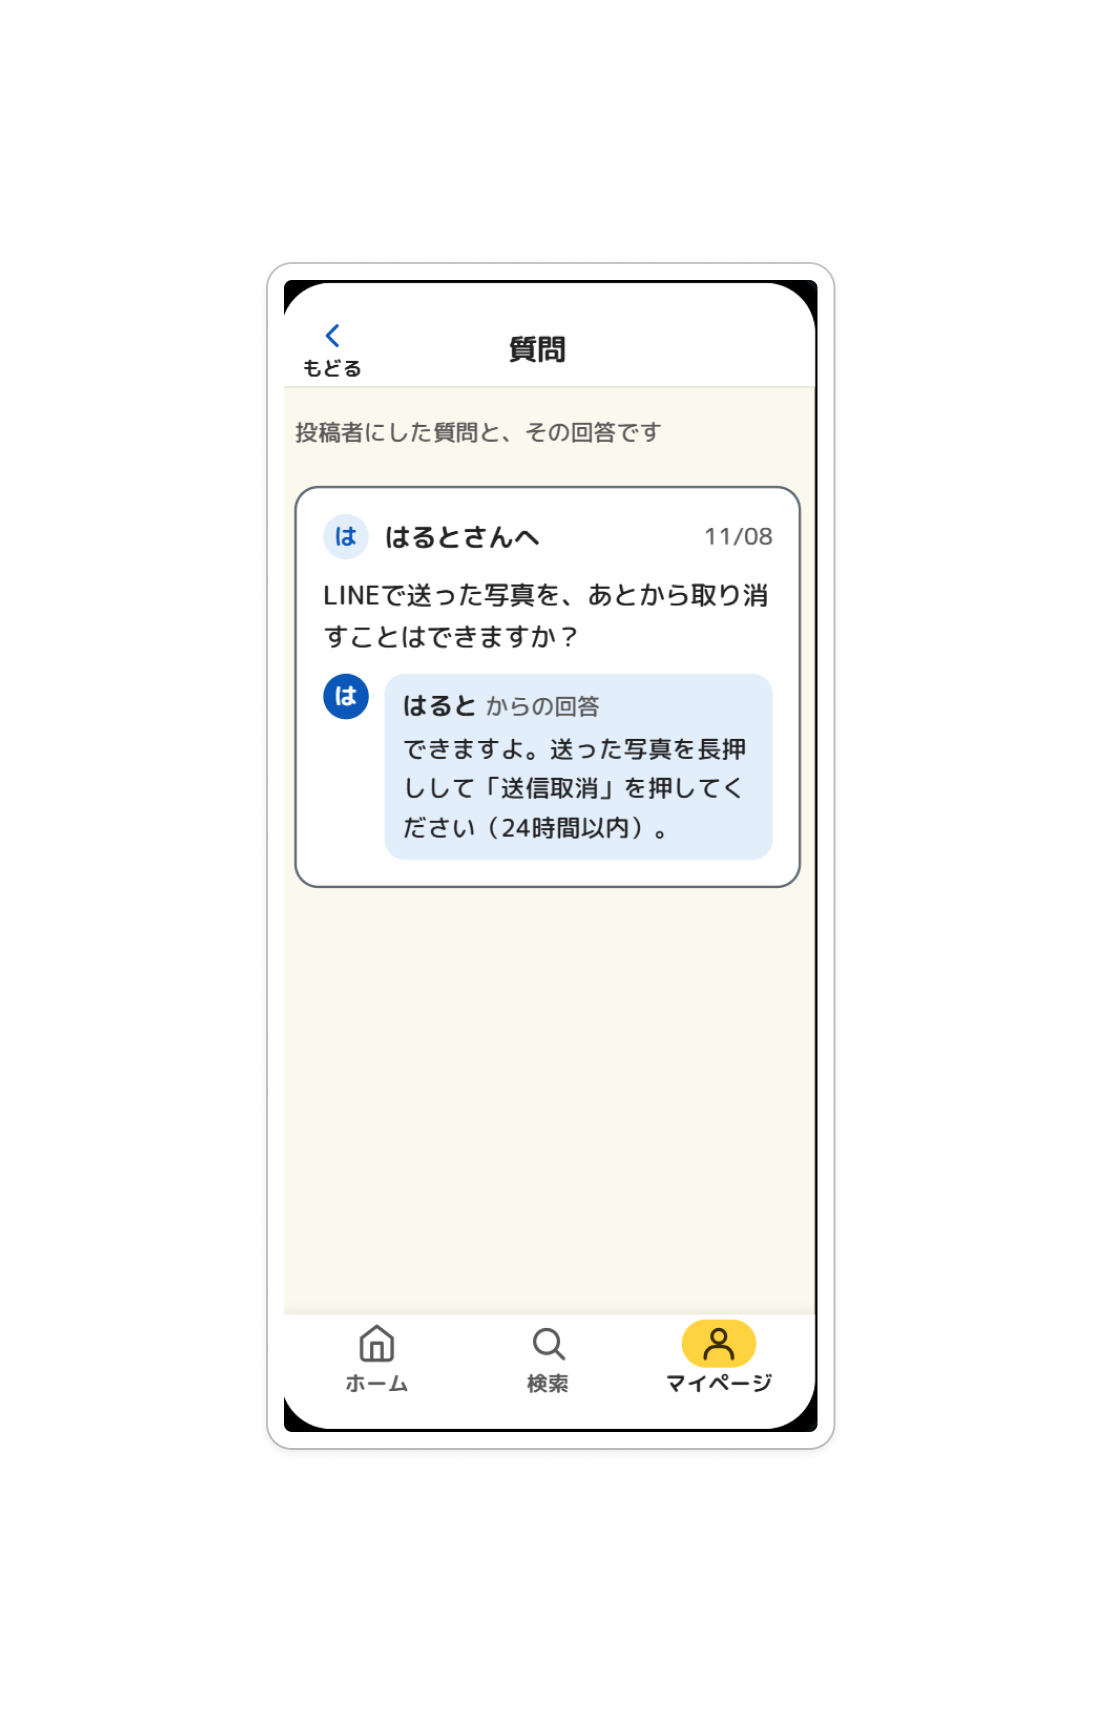 もどる
質問
投稿者にした質問と、その回答です
は はるとさんへ 11/08
LINEで送った写真を、あとから取り消
すことはできますか？
は はると からの回答
できますよ。送った写真を長押
しして「送信取消」を押してく
ださい（24時間以内）。
ホーム 検索 マイページ